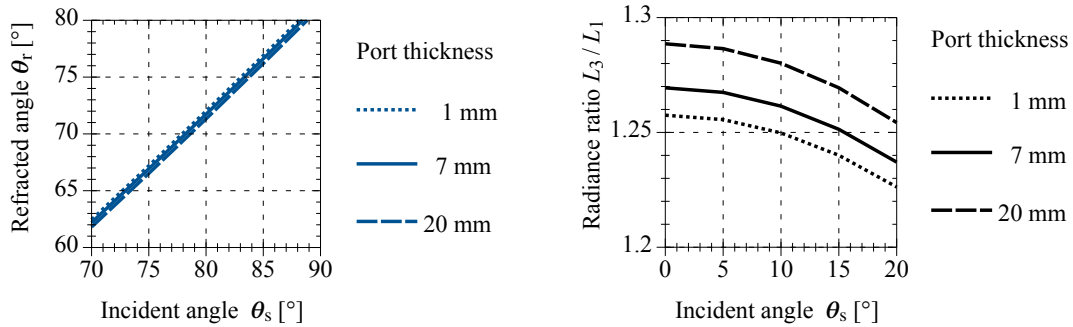 80
75
70
65
60
Refracted angle θr [°]
70 75 80 85 90
Incident angle θs [°]
Port thickness
1 mm
7 mm
20 mm
1.3
1.25
1.2
Radiance ratio L3 / L1
0 5 10 15 20
Incident angle θs [°]
Port thickness
1 mm
7 mm
20 mm